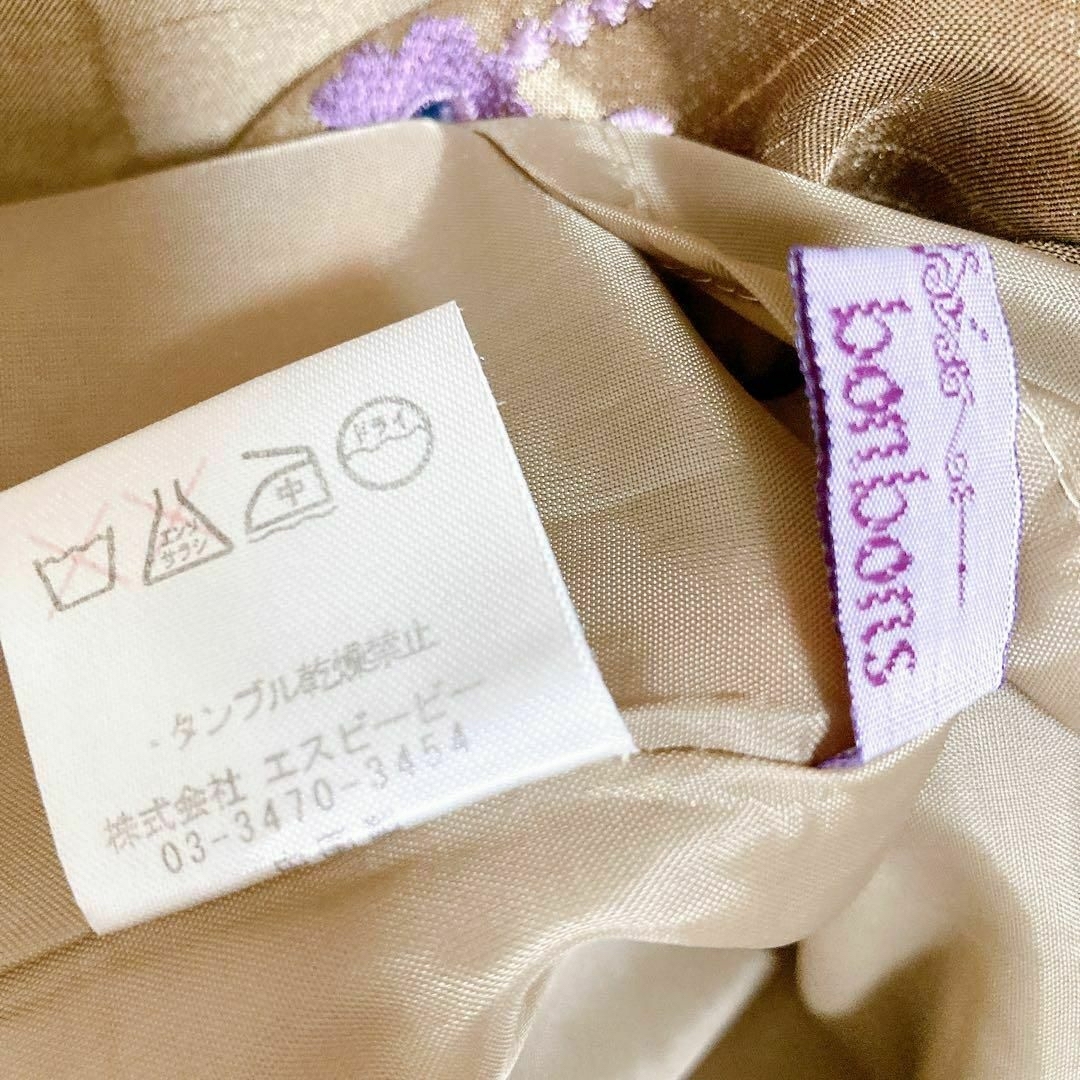 エンソ
サラシ
中
ドライ
・タンブル乾燥禁止
株式会社 エスビービー
03-3470-3454
bonbons